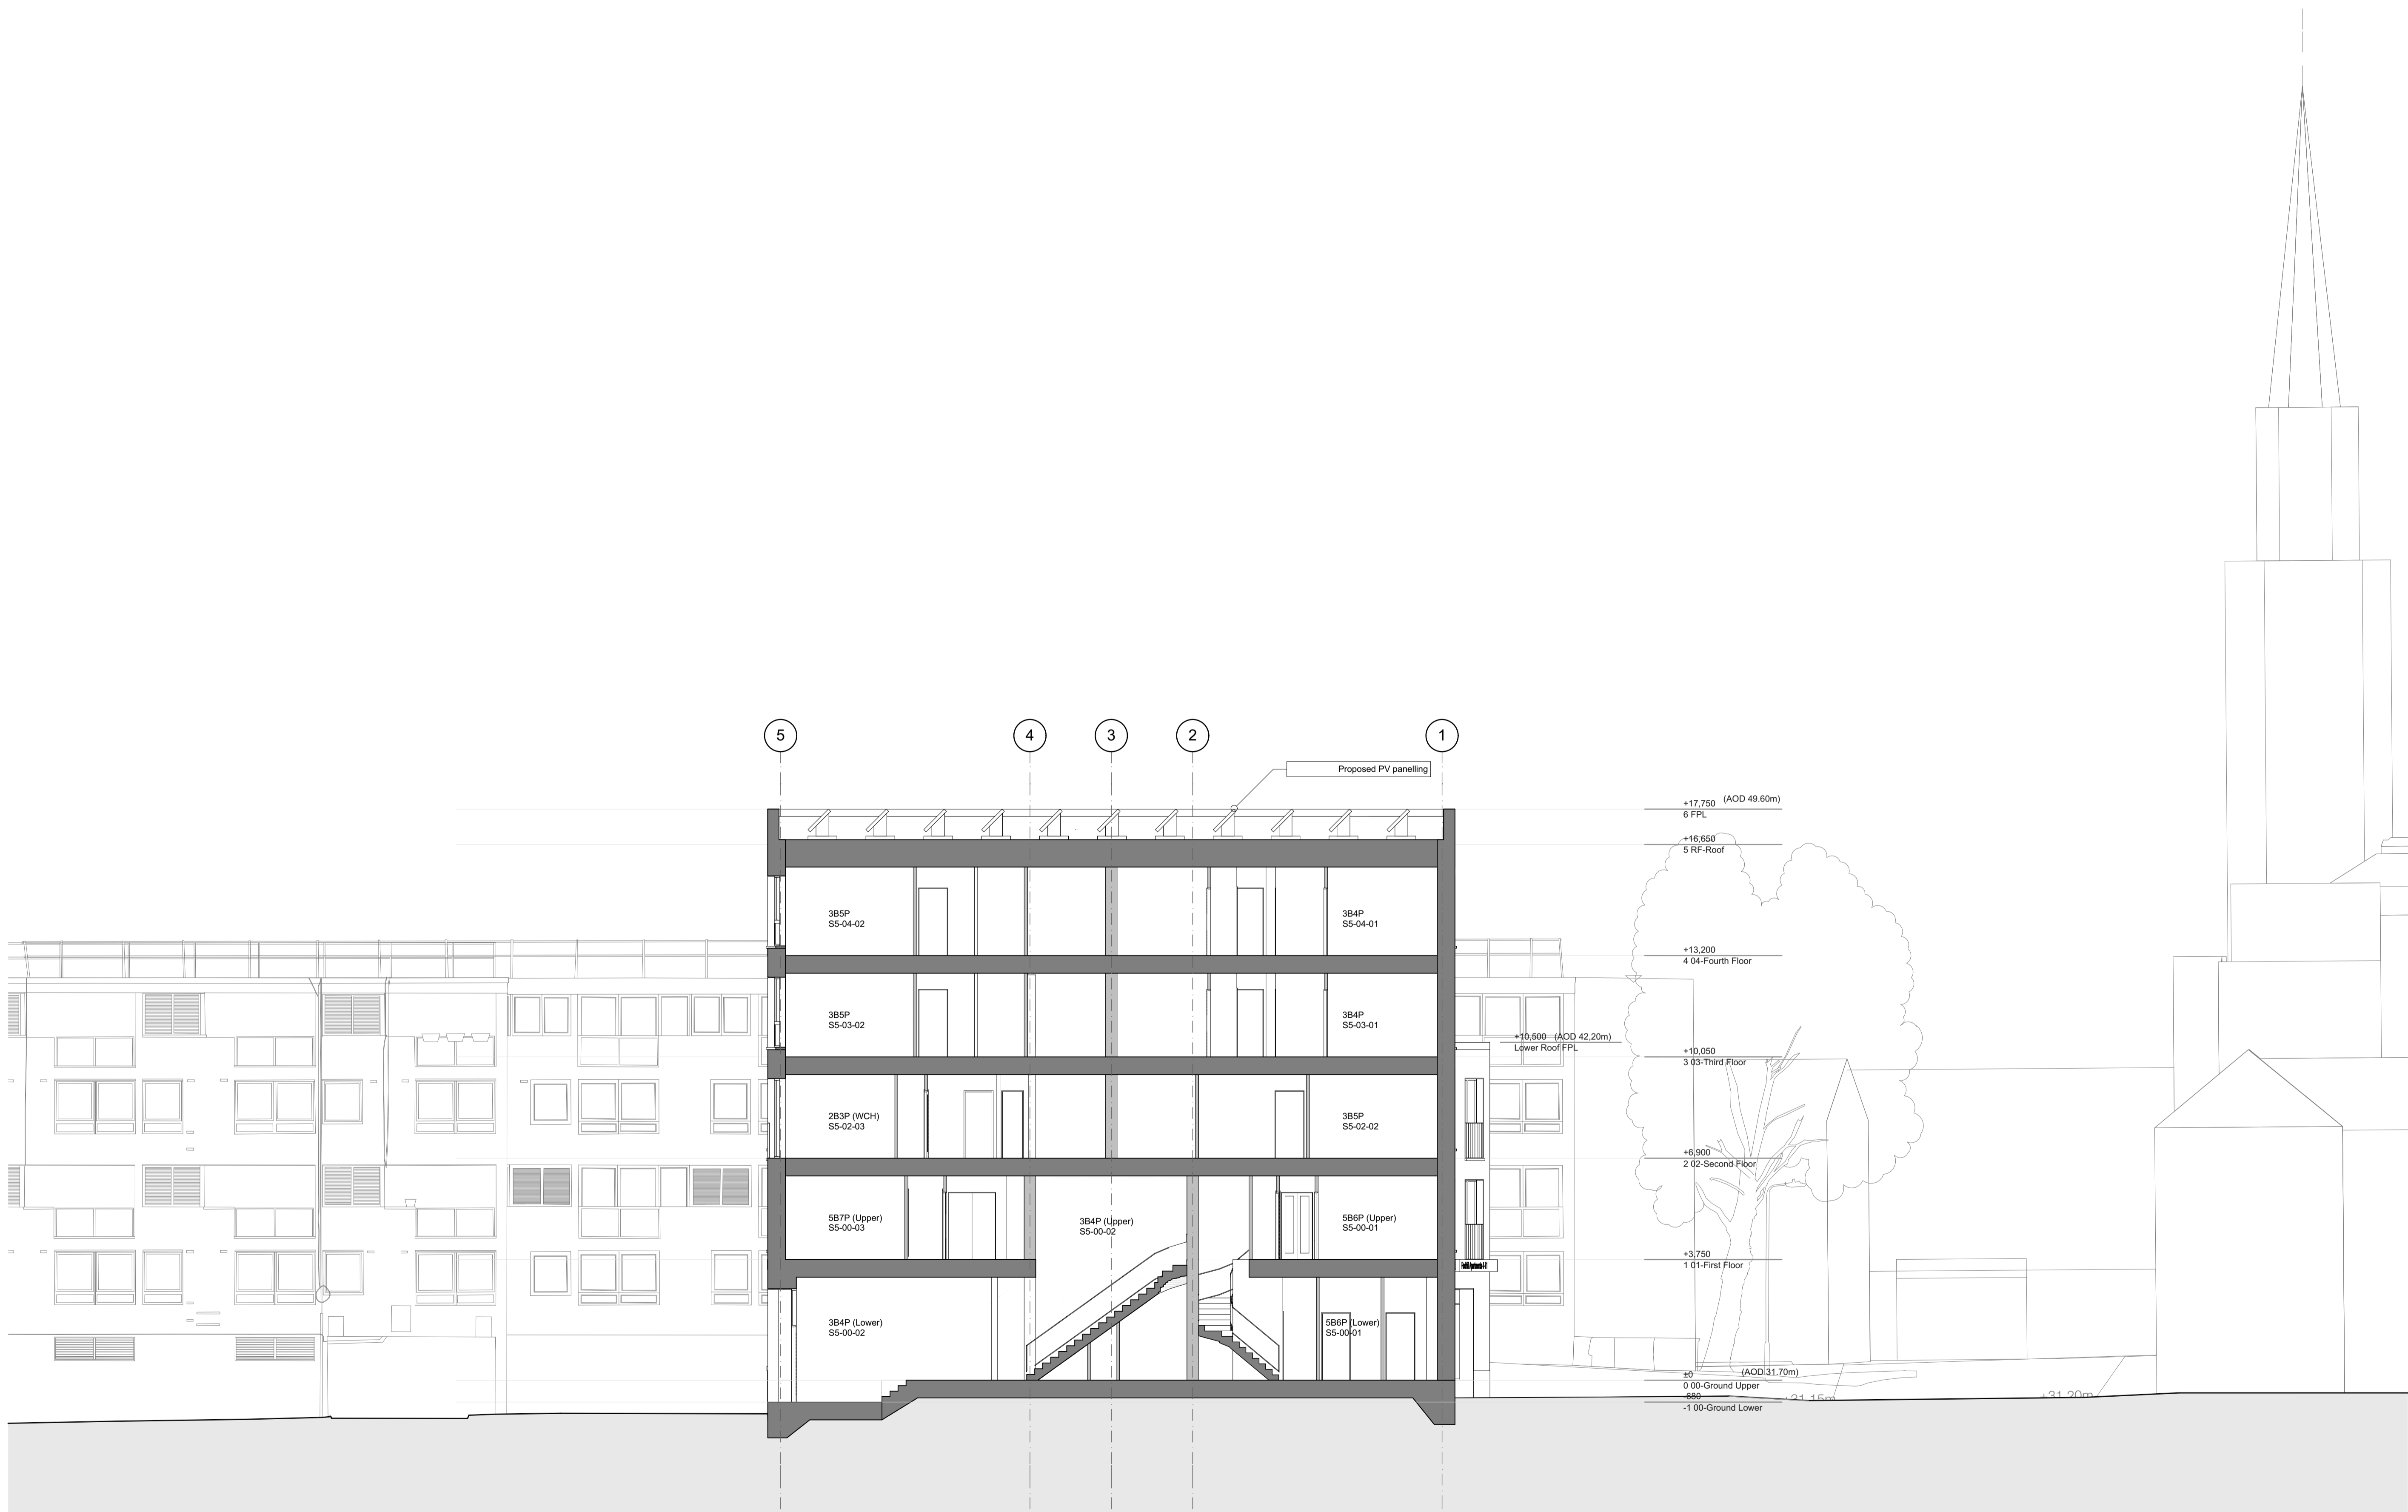 5
4
3
2
1
Proposed PV panelling
+17,750 (AOD 49.60m)
6 FPL
+16,650
5 RF-Roof
3B5P
S5-04-02
3B4P
S5-04-01
+13,200
4 04-Fourth Floor
3B5P
S5-03-02
3B4P
S5-03-01
+10,500 (AOD 42,20m)
Lower Roof FPL
+10,050
3 03-Third Floor
2B3P (WCH)
S5-02-03
3B5P
S5-02-02
+6,900
2 02-Second Floor
5B7P (Upper)
S5-00-03
3B4P (Upper)
S5-00-02
5B6P (Upper)
S5-00-01
+3,750
1 01-First Floor
3B4P (Lower)
S5-00-02
5B6P (Lower)
S5-00-01
±0 (AOD 31.70m)
0 00-Ground Upper
-680
-1 00-Ground Lower
+31.15m
+31.20m